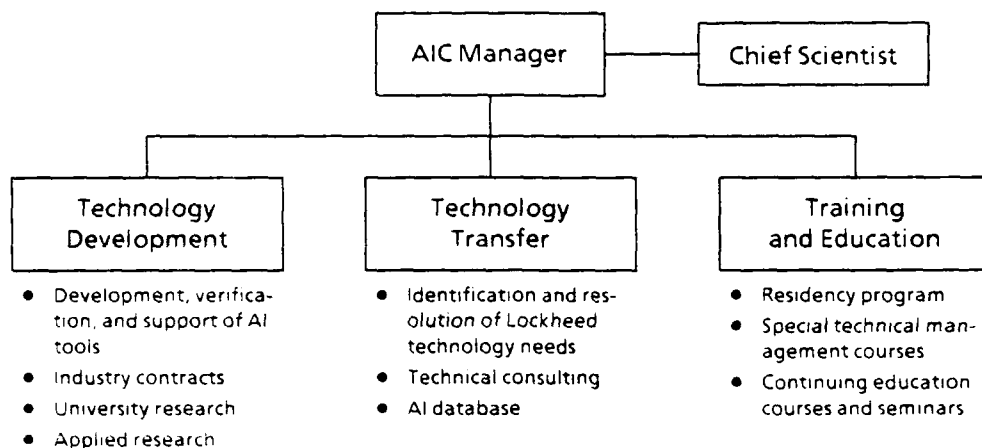 AIC Manager
Chief Scientist
Technology
Development
● Development, verifica-
tion, and support of AI
tools
● Industry contracts
● University research
● Applied research
Technology
Transfer
● Identification and res-
olution of Lockheed
technology needs
● Technical consulting
● AI database
Training
and Education
● Residency program
● Special technical man-
agement courses
● Continuing education
courses and seminars